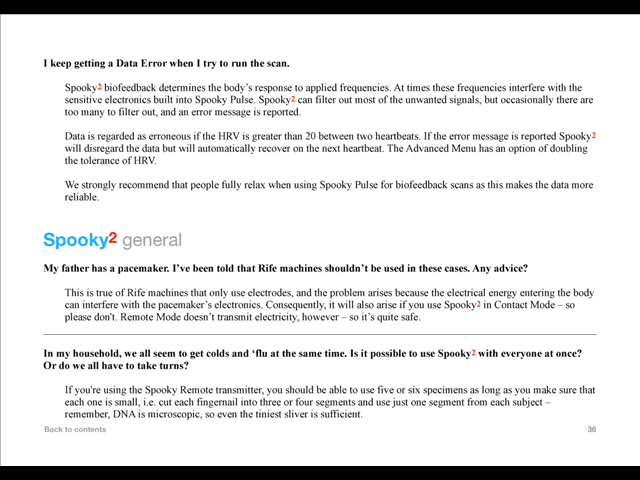 I keep getting a Data Error when I try to run the scan.
Spooky2 biofeedback determines the body's response to applied frequencies. At times these frequencies interfere with the
sensitive electronics built into Spooky Pulse. Spooky2 can filter out most of the unwanted signals, but occasionally there are
too many to filter out, and an error message is reported.
Data is regarded as erroneous if the HRV is greater than 20 between two heartbeats. If the error message is reported Spooky2
will disregard the data but will automatically recover on the next heartbeat. The Advanced Menu has an option of doubling
the tolerance of HRV.
We strongly recommend that people fully relax when using Spooky Pulse for biofeedback scans as this makes the data more
reliable.
Spooky2 general
My father has a pacemaker. I've been told that Rife machines shouldn't be used in these cases. Any advice?
This is true of Rife machines that only use electrodes, and the problem arises because the electrical energy entering the body
can interfere with the pacemaker's electronics. Consequently, it will also arise if you use Spooky2 in Contact Mode – so
please don't. Remote Mode doesn't transmit electricity, however – so it's quite safe.
In my household, we all seem to get colds and 'flu at the same time. Is it possible to use Spooky2 with everyone at once?
Or do we all have to take turns?
If you're using the Spooky Remote transmitter, you should be able to use five or six specimens as long as you make sure that
each one is small, i.e. cut each fingernail into three or four segments and use just one segment from each subject –
remember, DNA is microscopic, so even the tiniest sliver is sufficient.
Back to contents 36